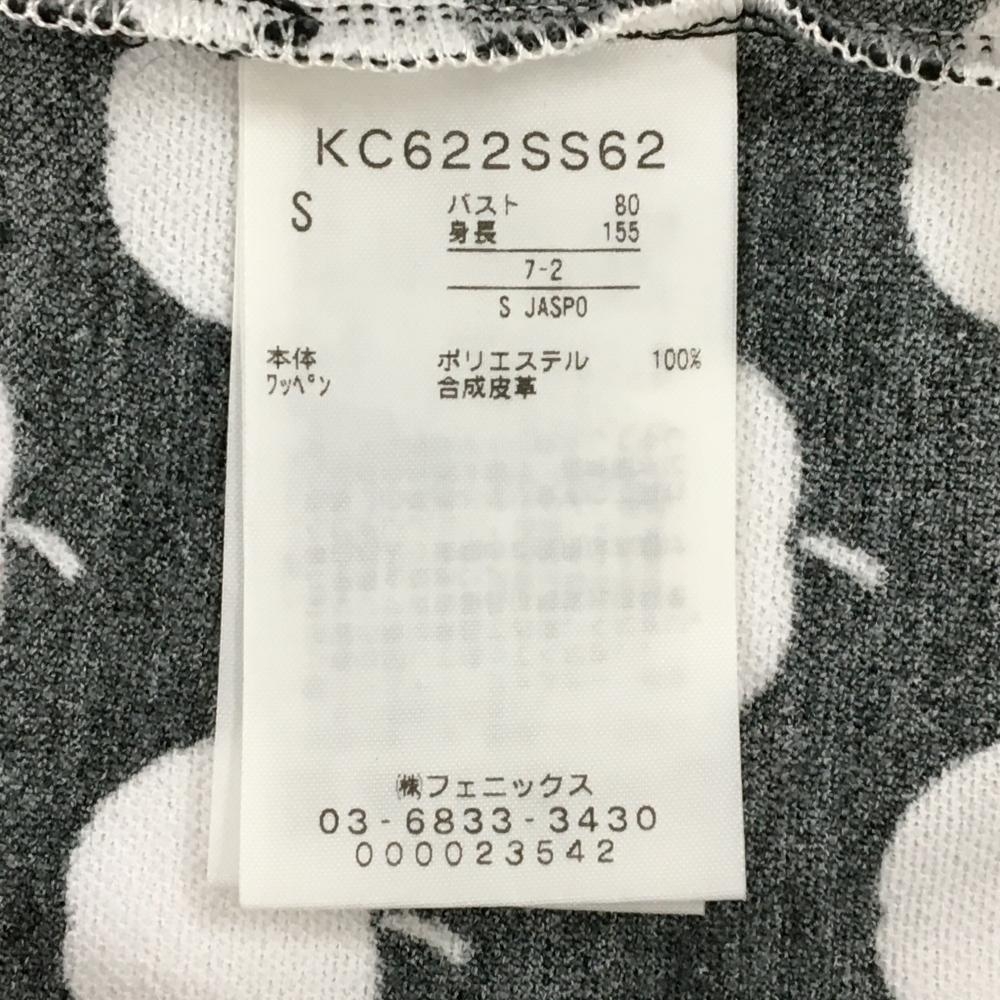 KC622SS62
S バスト 80
身長 155
7-2
S JASPO
本体 ポリエステル 100%
ﾜｯﾍﾟﾝ 合成皮革
㈱フェニックス
03-6833-3430
000023542